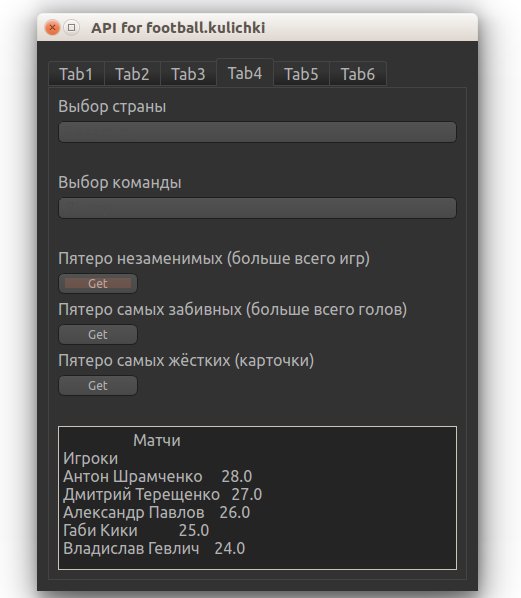 API for football.kulichki
Tab1 Tab2 Tab3 Tab4 Tab5 Tab6
Выбор страны
Выбор команды
Пятеро незаменимых (больше всего игр)
Get
Пятеро самых забивных (больше всего голов)
Get
Пятеро самых жёстких (карточки)
Get
Матчи
Игроки
Антон Шрамченко 28.0
Дмитрий Терещенко 27.0
Александр Павлов 26.0
Габи Кики 25.0
Владислав Гевлич 24.0